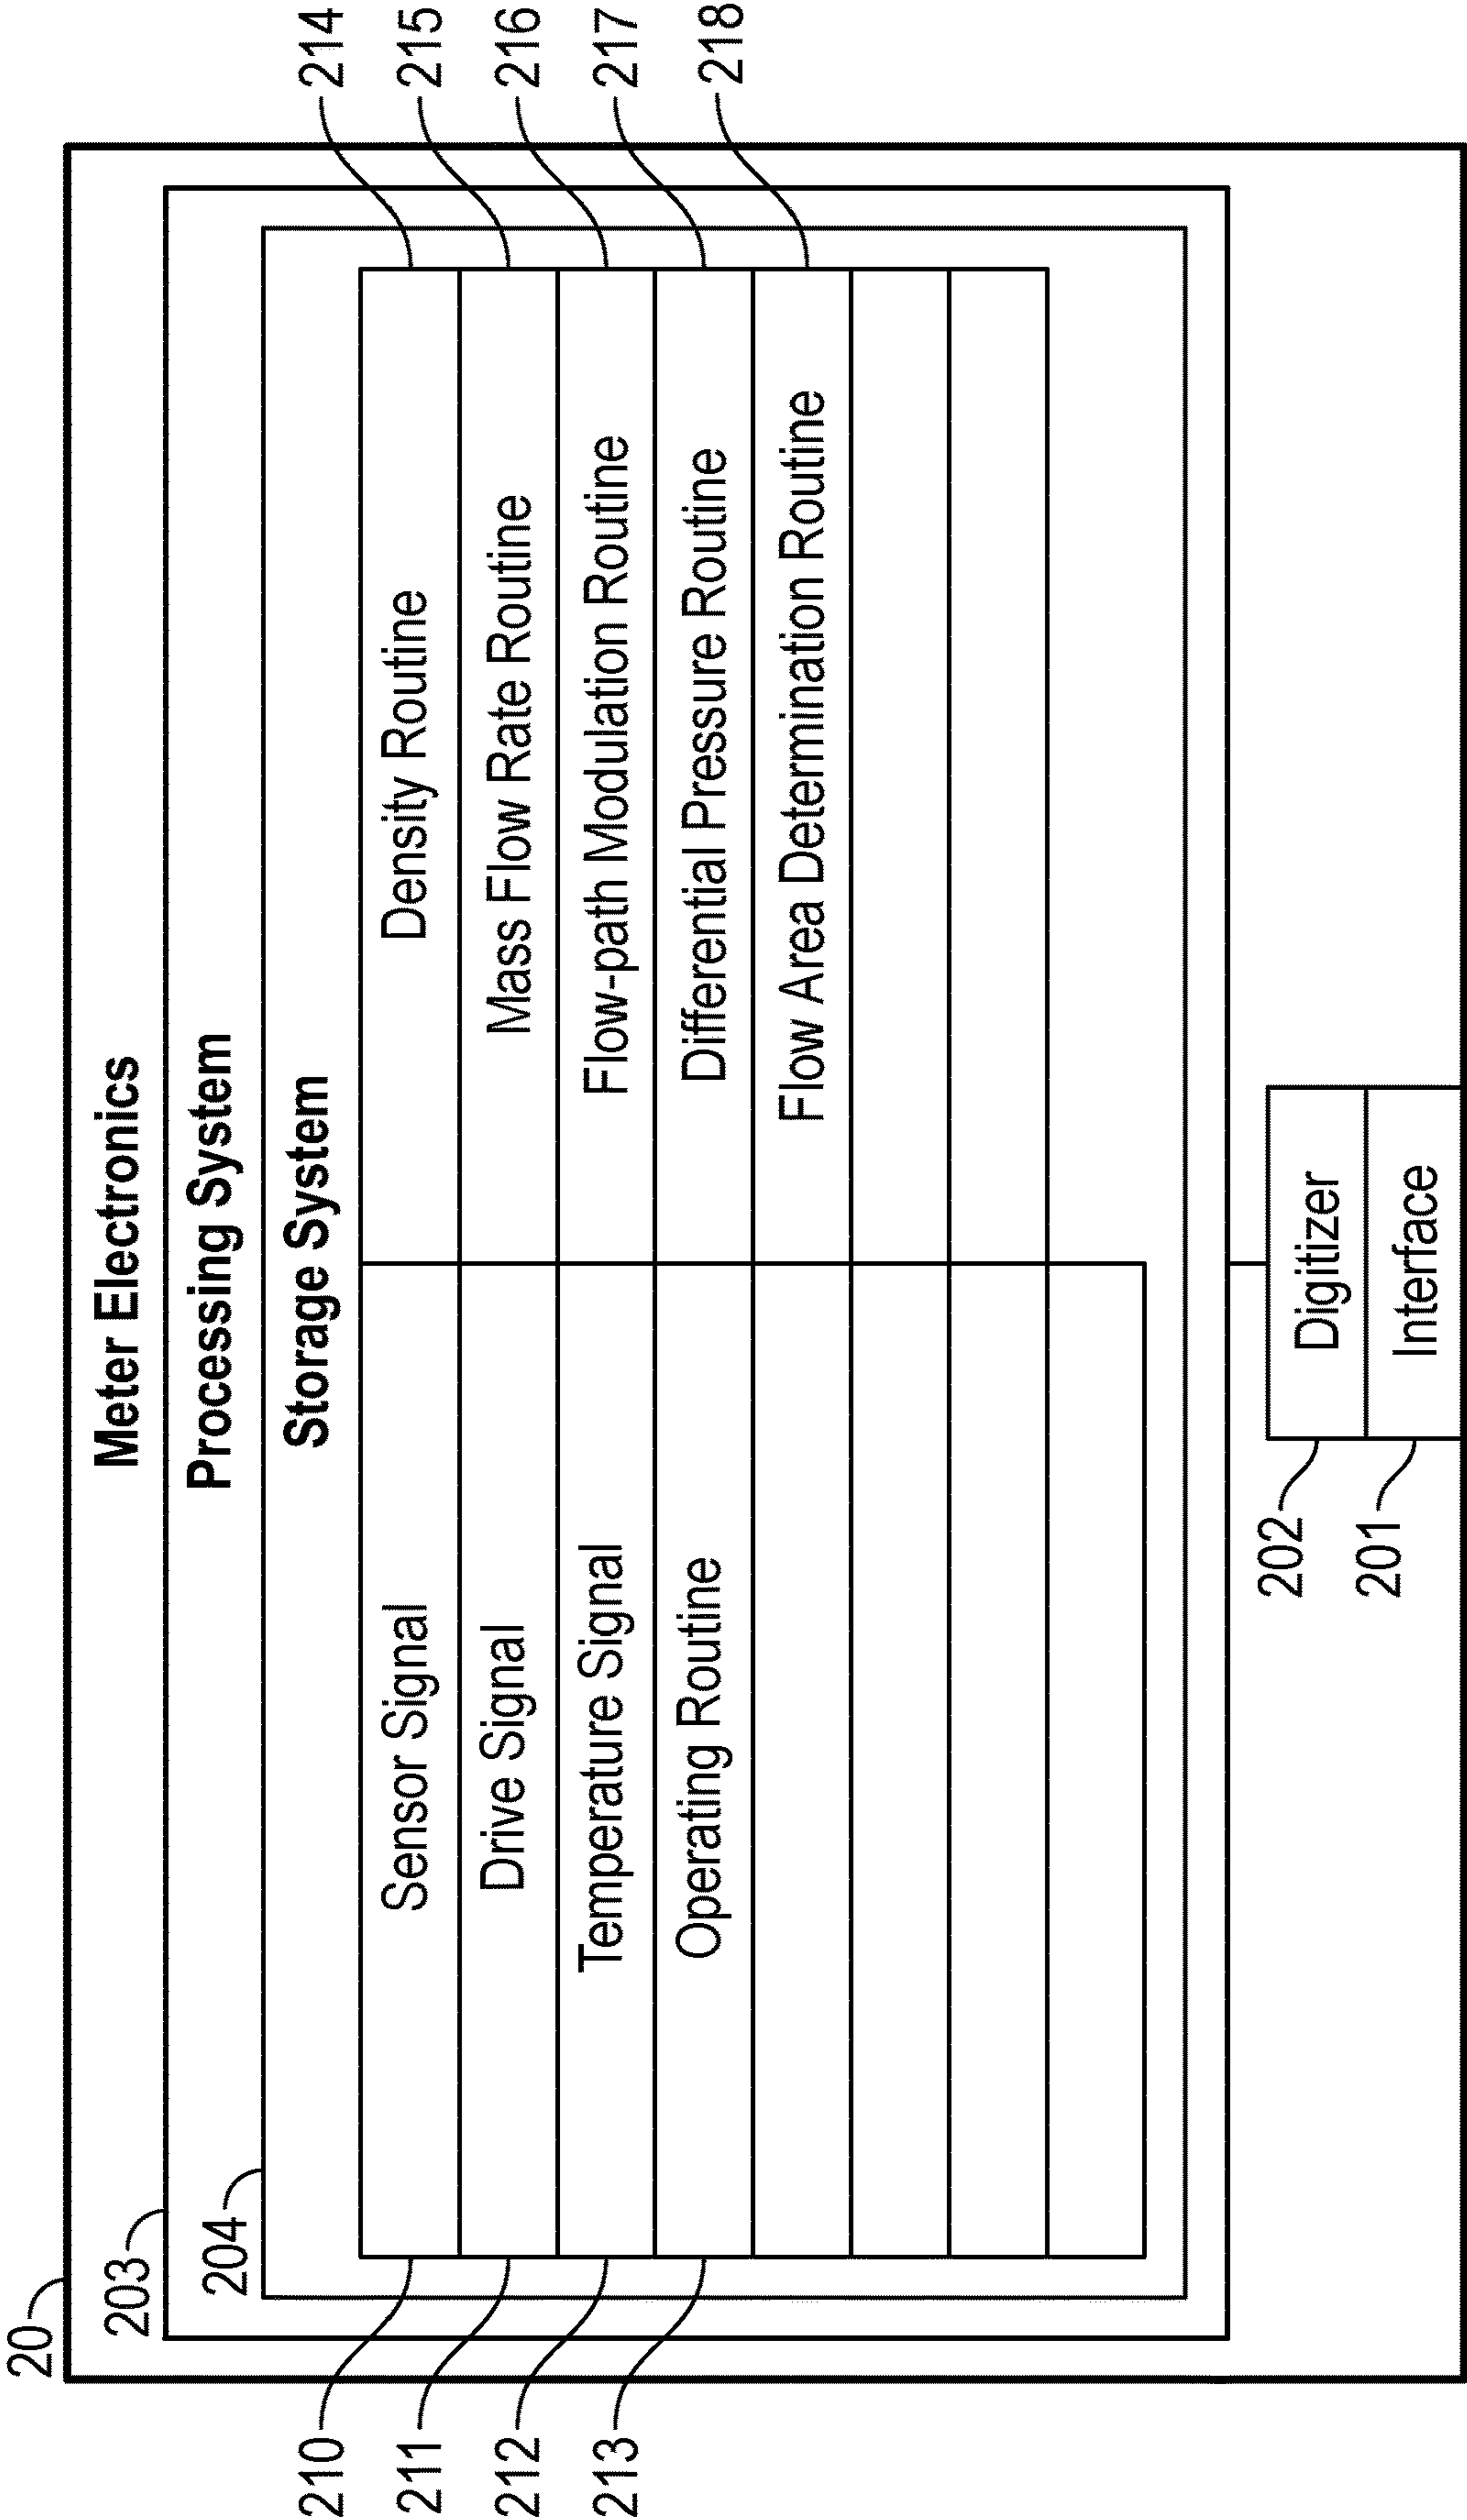 20
203
204
Meter Electronics
Processing System
Storage System
210
Sensor Signal
Density Routine
214
211
Drive Signal
Mass Flow Rate Routine
215
212
Temperature Signal
Flow-path Modulation Routine
216
213
Operating Routine
Differential Pressure Routine
217
Flow Area Determination Routine
218
202
Digitizer
201
Interface